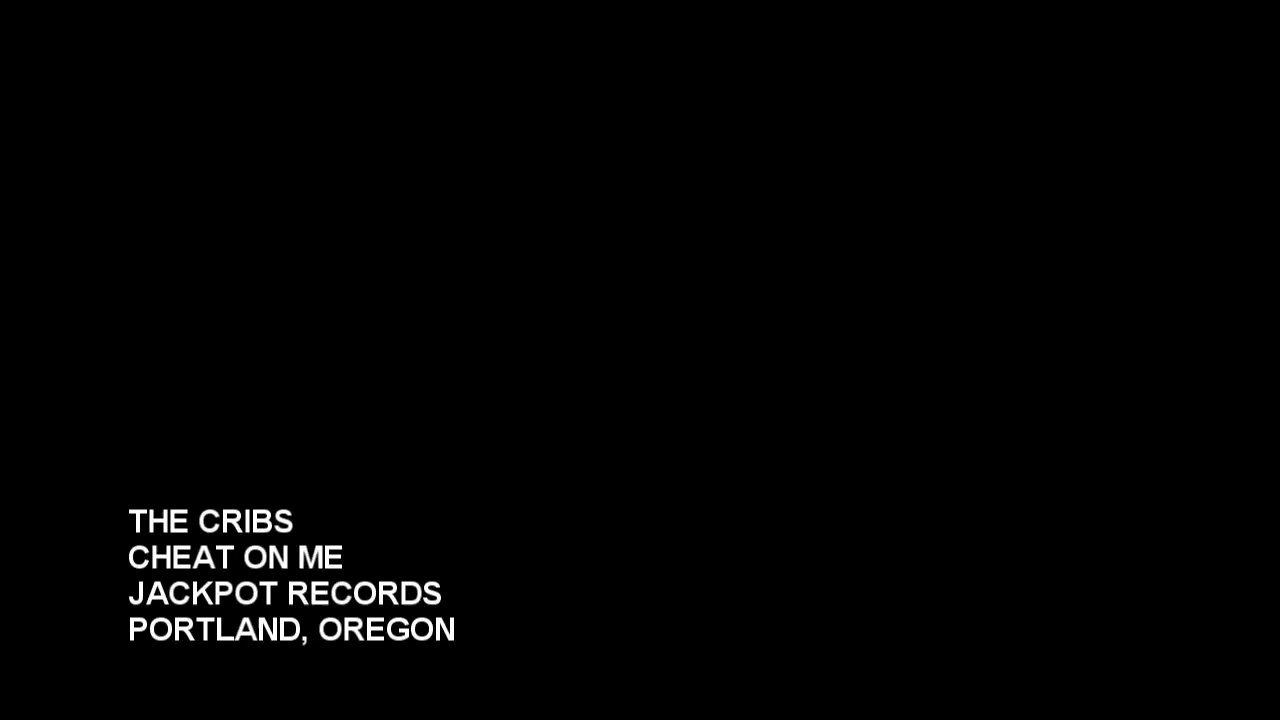 THE CRIBS
CHEAT ON ME
JACKPOT RECORDS
PORTLAND, OREGON